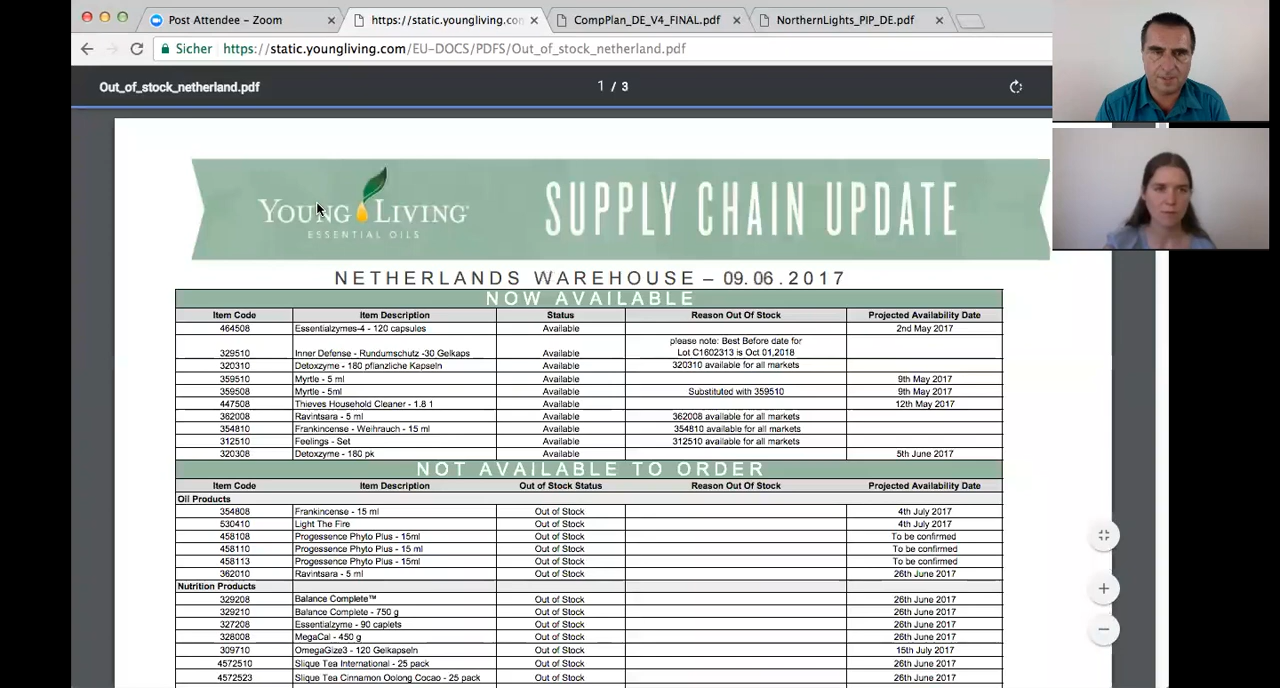 Post Attendee - Zoom
https://static.youngliving.co
CompPlan_DE_V4_FINAL.pdf
NorthernLights_PIP_DE.pdf
Sicher https://static.youngliving.com/EU-DOCS/PDFS/Out_of_stock_netherland.pdf
Out_of_stock_netherland.pdf 1 / 3
YOUNG LIVING
ESSENTIAL OILS
SUPPLY CHAIN UPDATE
NETHERLANDS WAREHOUSE – 09.06.2017
NOW AVAILABLE
Item Code Item Description Status Reason Out Of Stock Projected Availability Date
464508 Essentialzymes-4 - 120 capsules Available 2nd May 2017
329510 Inner Defense - Rundumschutz -30 Gelkaps Available please note: Best Before date for Lot C1602313 is Oct 01,2018
320310 Detoxzyme - 180 pflanzliche Kapseln Available 320310 available for all markets
359510 Myrtle - 5 ml Available 9th May 2017
359508 Myrtle - 5ml Available Substituted with 359510 9th May 2017
447508 Thieves Household Cleaner - 1.8 1 Available 12th May 2017
362008 Ravintsara - 5 ml Available 362008 available for all markets
354810 Frankincense - Weihrauch - 15 ml Available 354810 available for all markets
312510 Feelings - Set Available 312510 available for all markets
320308 Detoxzyme - 180 pk Available 5th June 2017
NOT AVAILABLE TO ORDER
Item Code Item Description Out of Stock Status Reason Out Of Stock Projected Availability Date
Oil Products
354808 Frankincense - 15 ml Out of Stock 4th July 2017
530410 Light The Fire Out of Stock 4th July 2017
458108 Progessence Phyto Plus - 15ml Out of Stock To be confirmed
458110 Progessence Phyto Plus - 15 ml Out of Stock To be confirmed
458113 Progessence Phyto Plus - 15ml Out of Stock To be confirmed
362010 Ravintsara - 5 ml Out of Stock 26th June 2017
Nutrition Products
329208 Balance Complete™ Out of Stock 26th June 2017
329210 Balance Complete - 750 g Out of Stock 26th June 2017
327208 Essentialzyme - 90 caplets Out of Stock 26th June 2017
328008 MegaCal - 450 g Out of Stock 26th June 2017
309710 OmegaGize3 - 120 Gelkapseln Out of Stock 15th July 2017
4572510 Slique Tea International - 25 pack Out of Stock 26th June 2017
4572523 Slique Tea Cinnamon Oolong Cocao - 25 pack Out of Stock 26th June 2017